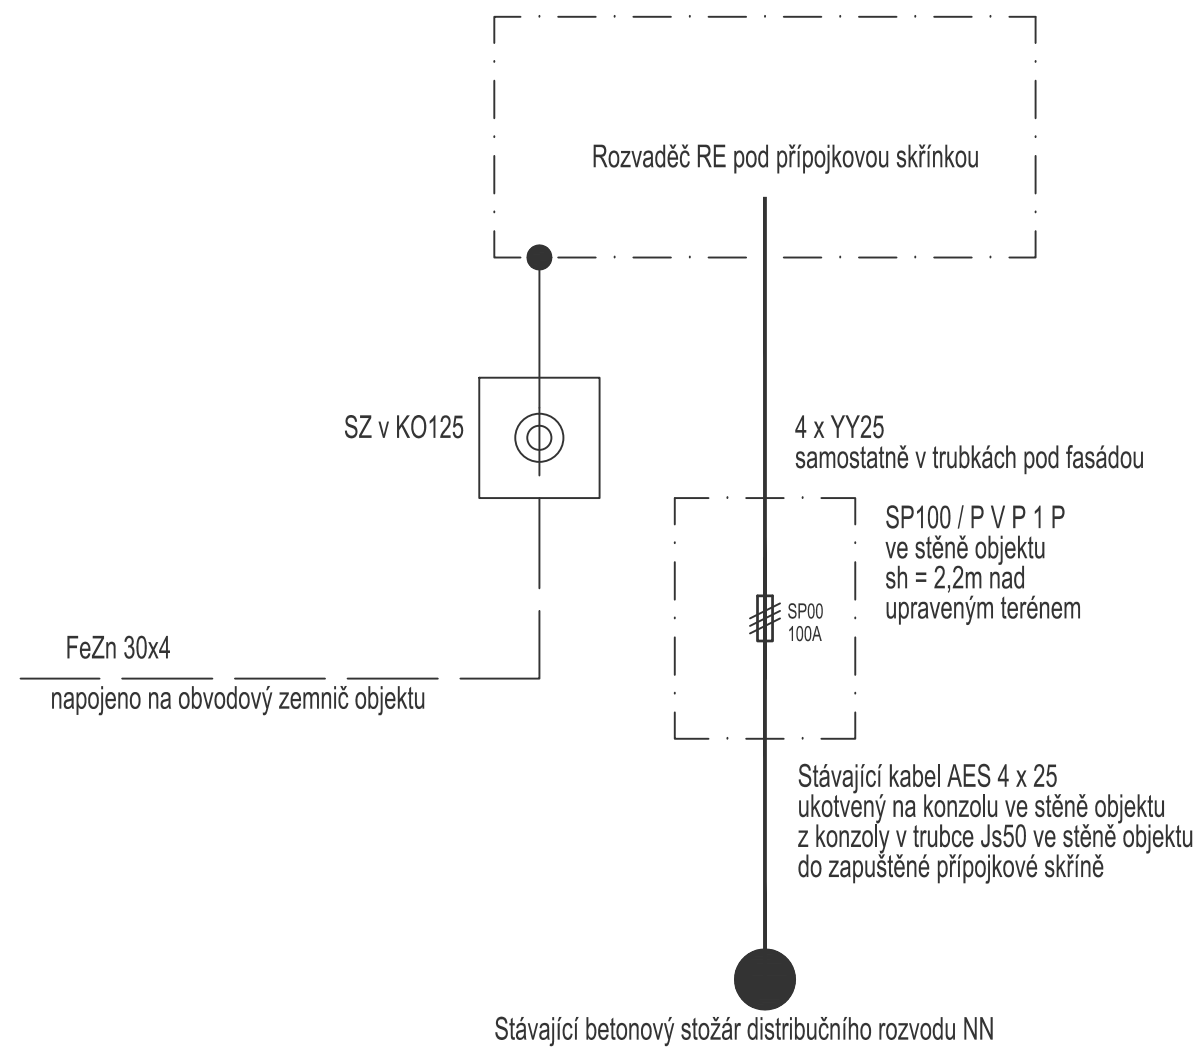 Rozvaděč RE pod přípojkovou skřínkou
SZ v KO125
4 x YY25
samostatně v trubkách pod fasádou
SP100 / P V P 1 P
ve stěně objektu
sh = 2,2m nad
upraveným terénem
SP00
100A
FeZn 30x4
napojeno na obvodový zemnič objektu
Stávající kabel AES 4 x 25
ukotvený na konzolu ve stěně objektu
z konzoly v trubce Js50 ve stěně objektu
do zapuštěné přípojkové skříně
Stávající betonový stožár distribučního rozvodu NN